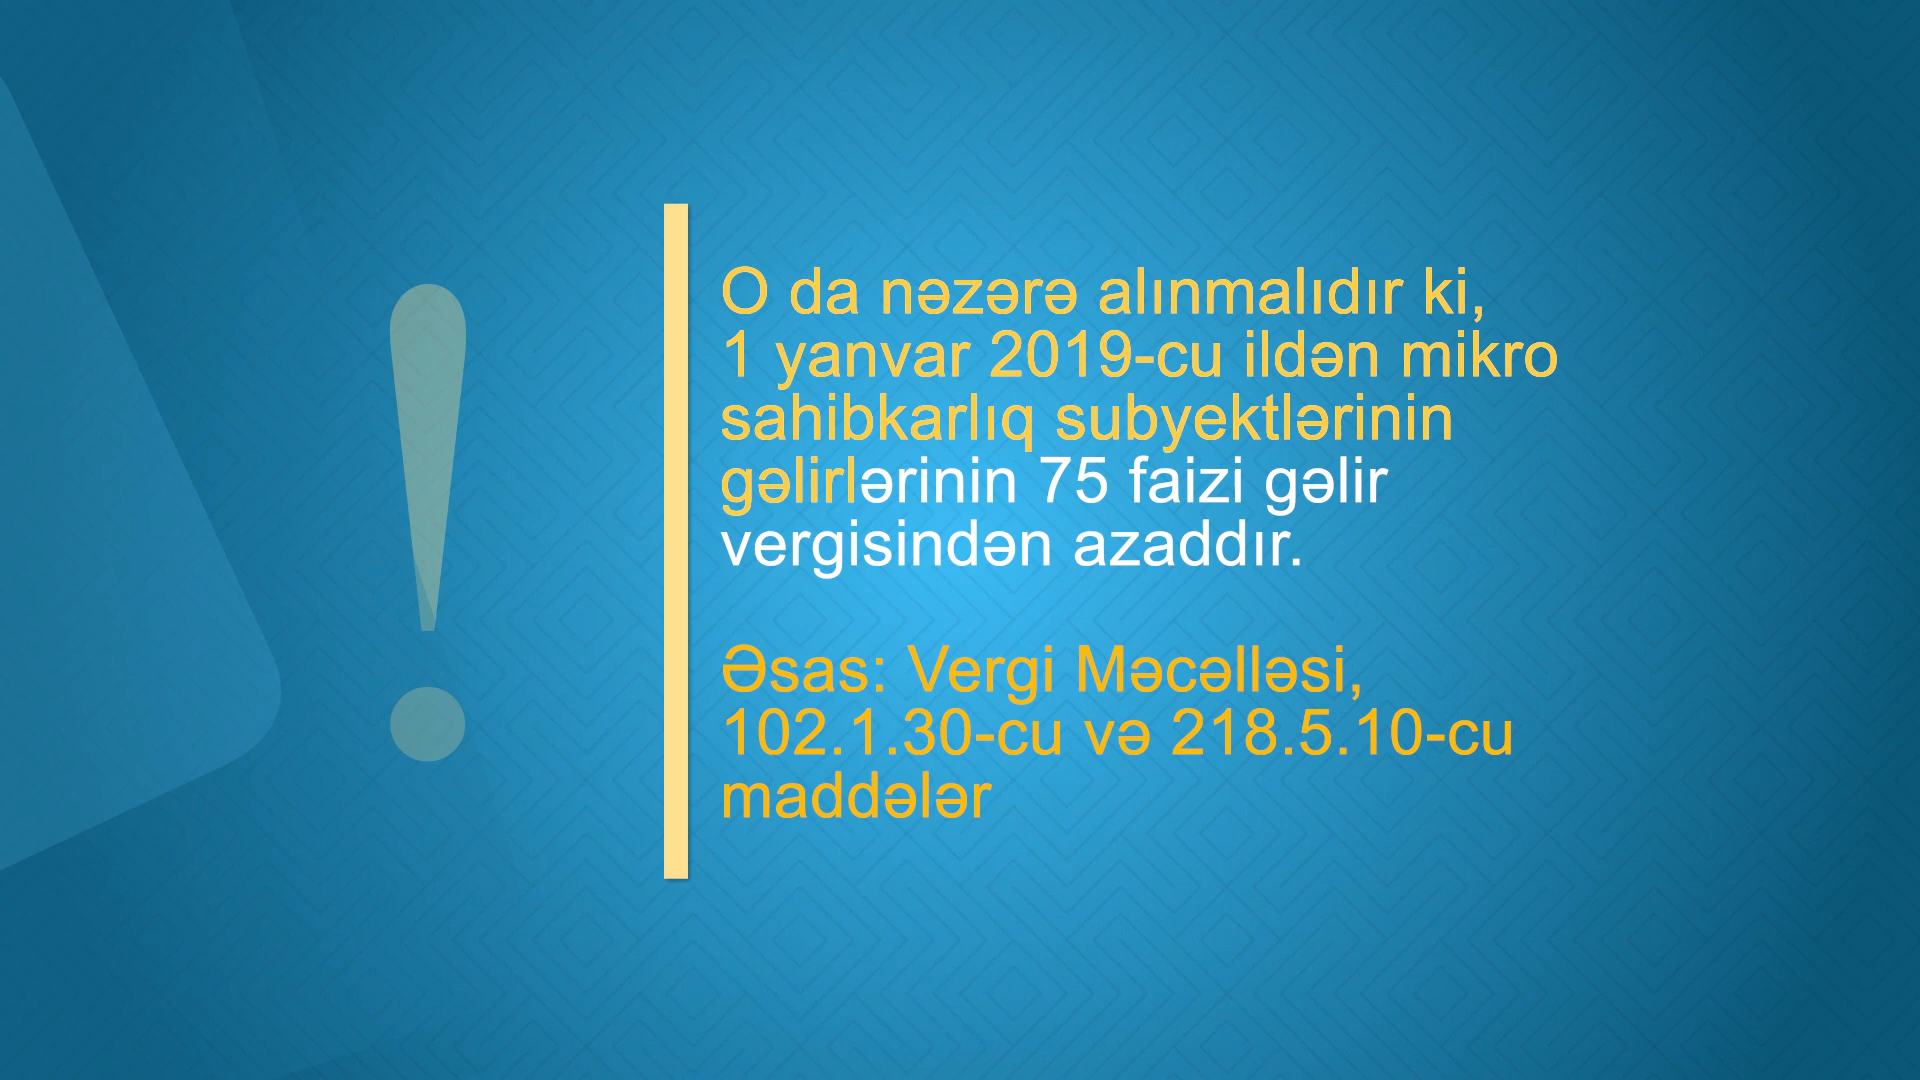 O da nəzərə alınmalıdır ki,
1 yanvar 2019-cu ildən mikro
sahibkarlıq subyektlərinin
gəlirlərinin 75 faizi gəlir
vergisindən azaddır.
Əsas: Vergi Məcəlləsi,
102.1.30-cu və 218.5.10-cu
maddələr